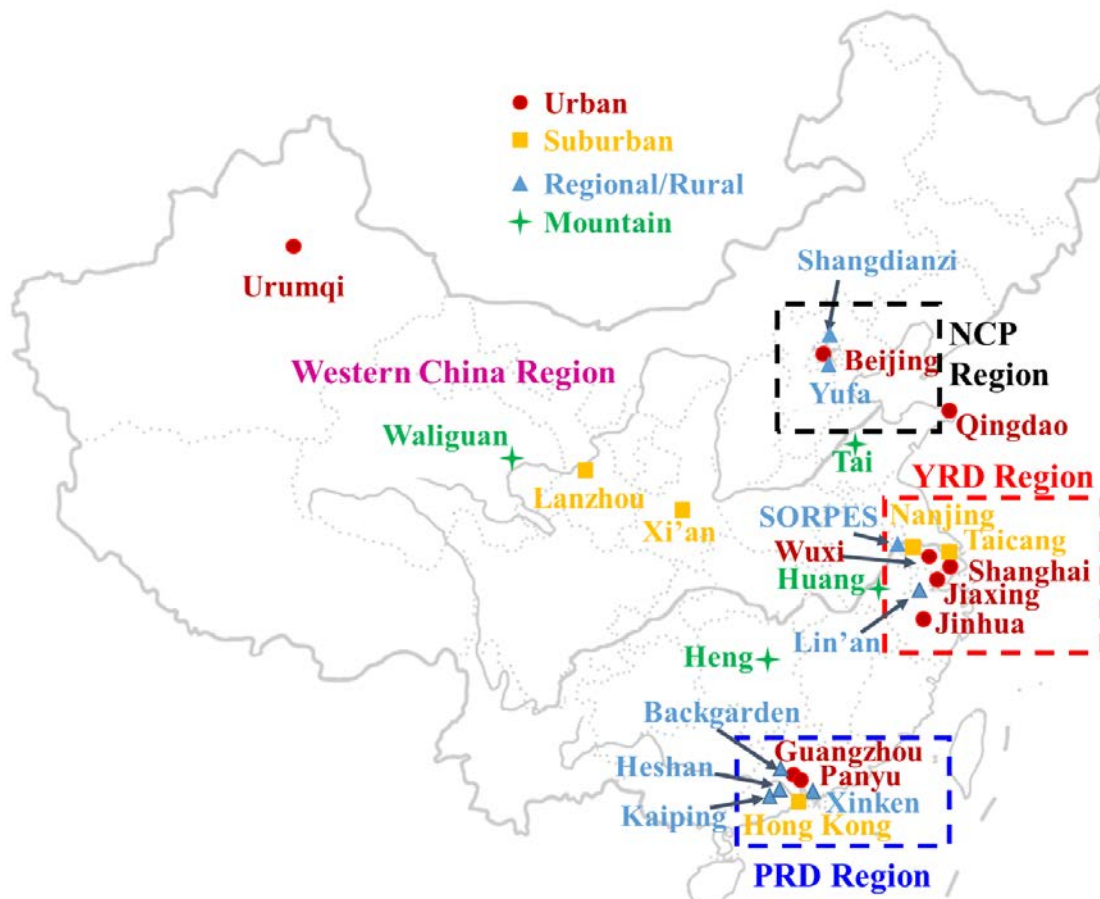 Urban
Suburban
Regional/Rural
Mountain
Urumqi
Shangdianzi
NCP
Region
Beijing
Yufa
Western China Region
Qingdao
Waliguan
Tai
Lanzhou
YRD Region
Xi'an
SORPES
Nanjing
Taicang
Wuxi
Shanghai
Huang
Jiaxing
Jinhua
Lin'an
Heng
Backgarden
Guangzhou
Heshan
Panyu
Xinken
Kaiping
Hong Kong
PRD Region